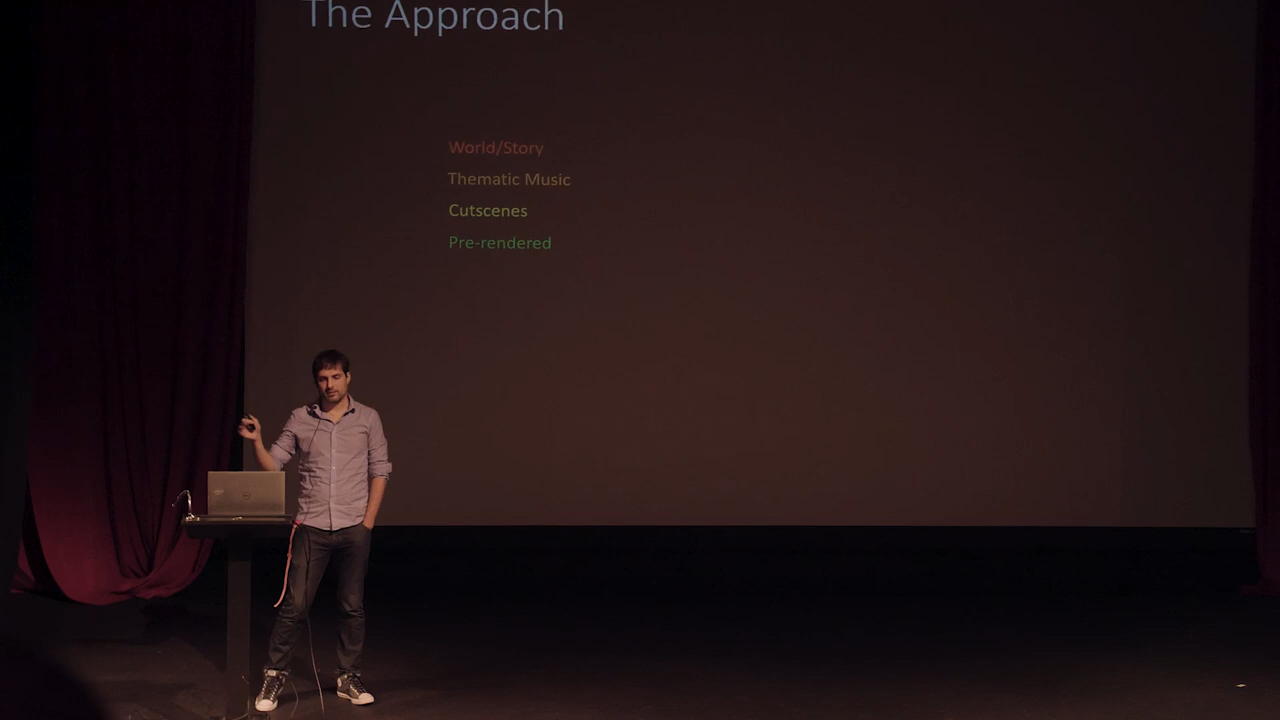 The Approach
World/Story
Thematic Music
Cutscenes
Pre-rendered